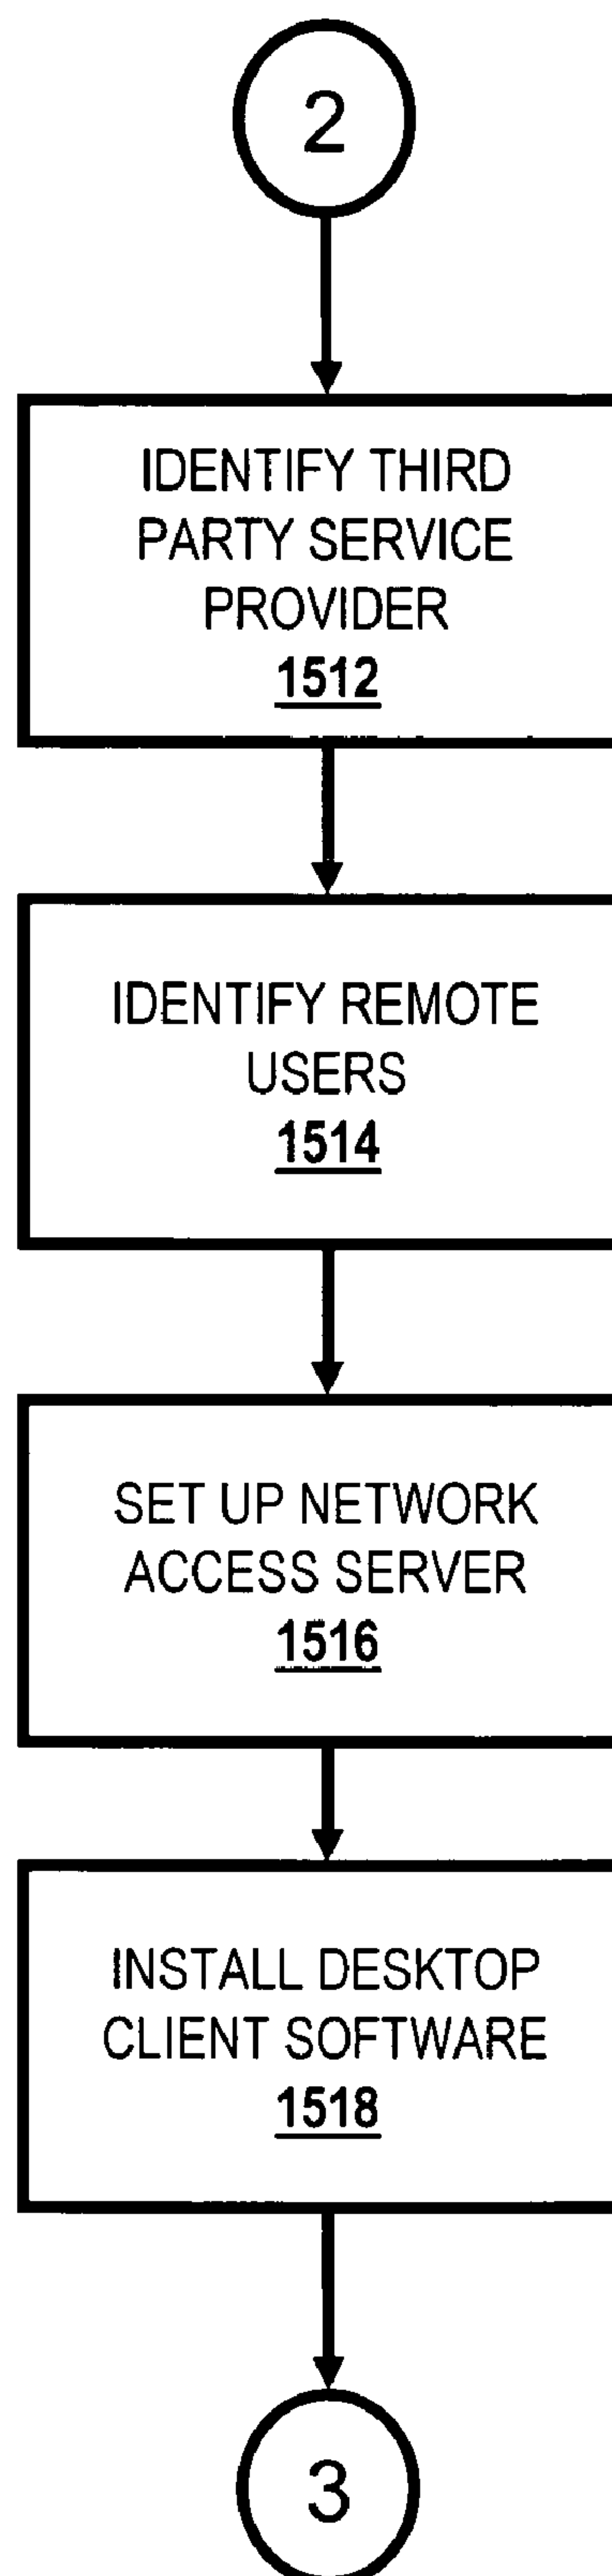 2
IDENTIFY THIRD
PARTY SERVICE
PROVIDER
1512
IDENTIFY REMOTE
USERS
1514
SET UP NETWORK
ACCESS SERVER
1516
INSTALL DESKTOP
CLIENT SOFTWARE
1518
3